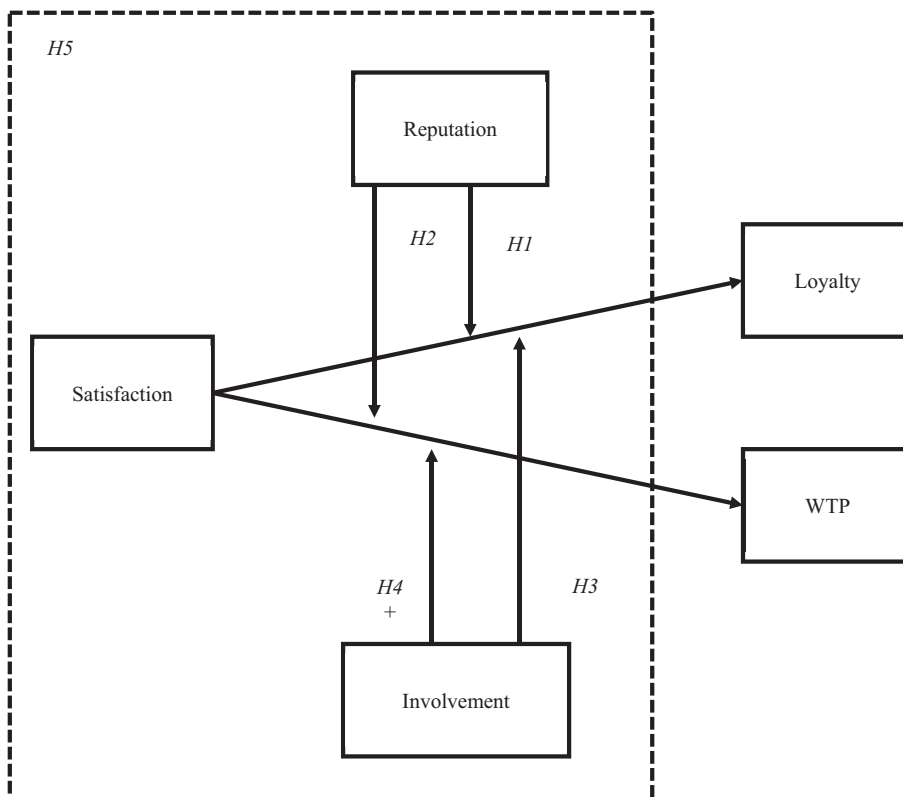 H5
Reputation
H2
H1
Loyalty
Satisfaction
WTP
H4
+
H3
Involvement